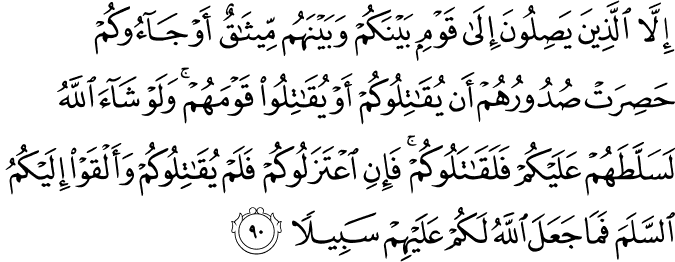 إِلَّا ٱلَّذِينَ يَصِلُونَ إِلَىٰ قَوْمٍۭ بَيْنَكُمْ وَبَيْنَهُم مِّيثَـٰقٌ أَوْ جَآءُوكُمْ
حَصِرَتْ صُدُورُهُمْ أَن يُقَـٰتِلُوكُمْ أَوْ يُقَـٰتِلُوا۟ قَوْمَهُمْ ۚ وَلَوْ شَآءَ ٱللَّهُ
لَسَلَّطَهُمْ عَلَيْكُمْ فَلَقَـٰتَلُوكُمْ ۚ فَإِنِ ٱعْتَزَلُوكُمْ فَلَمْ يُقَـٰتِلُوكُمْ وَأَلْقَوْا۟ إِلَيْكُمُ
ٱلسَّلَمَ فَمَا جَعَلَ ٱللَّهُ لَكُمْ عَلَيْهِمْ سَبِيلًا ٩٠